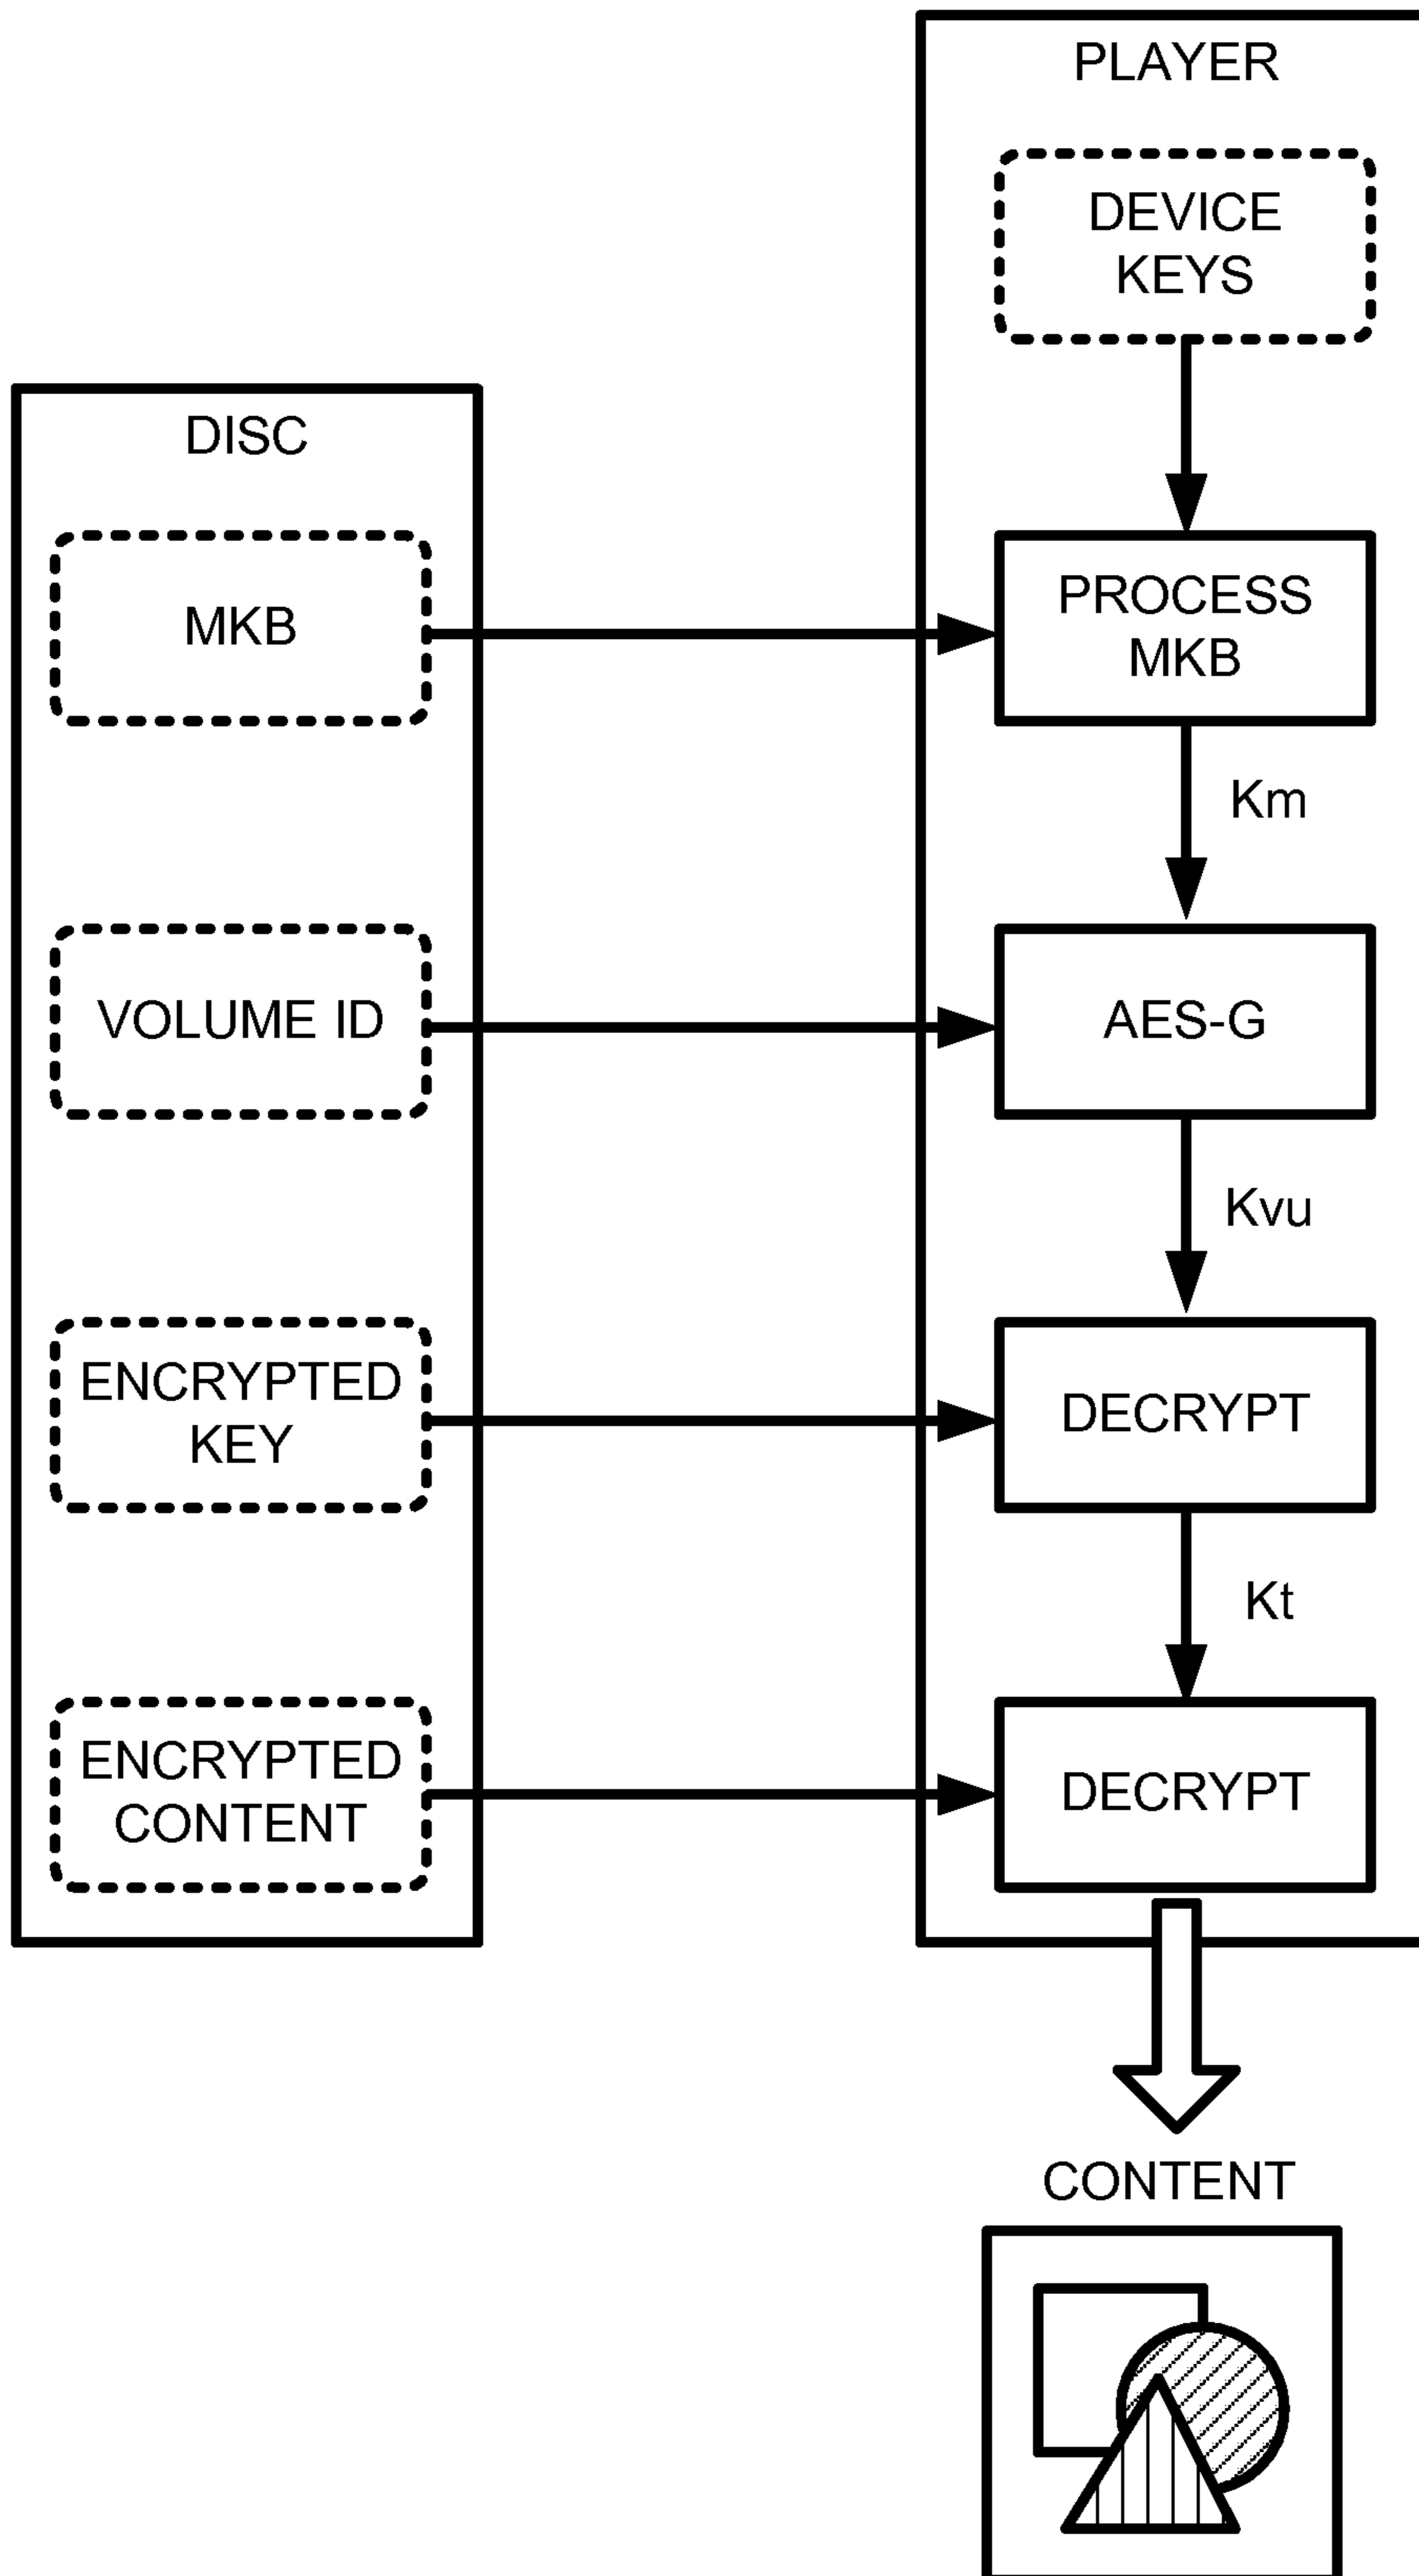 PLAYER
DEVICE
KEYS
DISC
MKB
PROCESS
MKB
Km
VOLUME ID
AES-G
Kvu
ENCRYPTED
KEY
DECRYPT
Kt
ENCRYPTED
CONTENT
DECRYPT
CONTENT